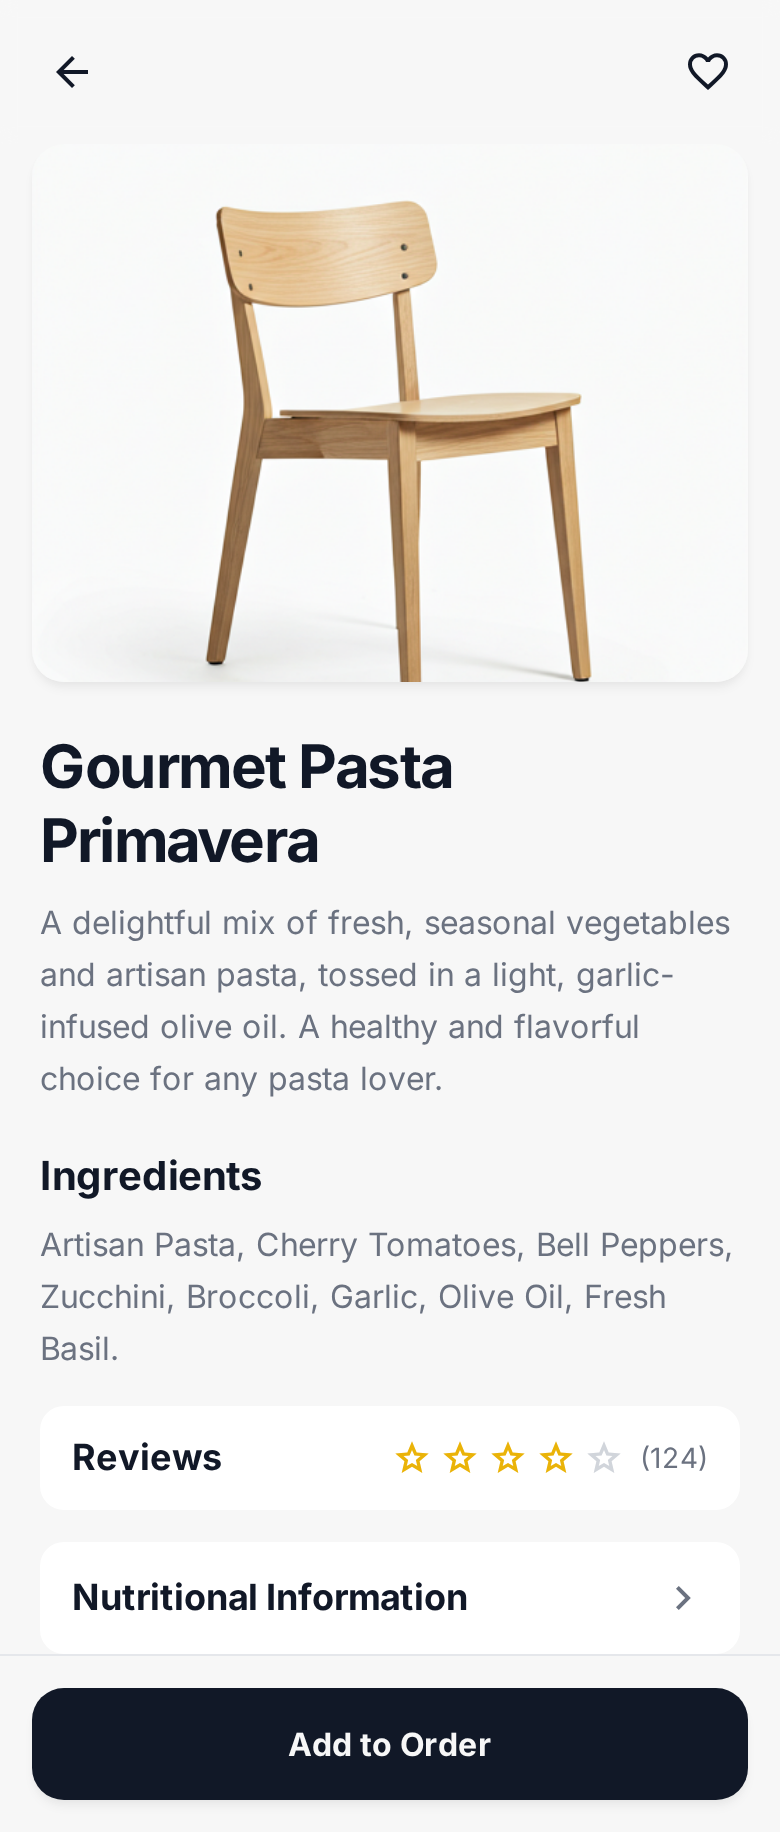 Gourmet Pasta
Primavera
A delightful mix of fresh, seasonal vegetables
and artisan pasta, tossed in a light, garlic-
infused olive oil. A healthy and flavorful
choice for any pasta lover.
Ingredients
Artisan Pasta, Cherry Tomatoes, Bell Peppers,
Zucchini, Broccoli, Garlic, Olive Oil, Fresh
Basil.
Reviews (124)
Nutritional Information
Add to Order